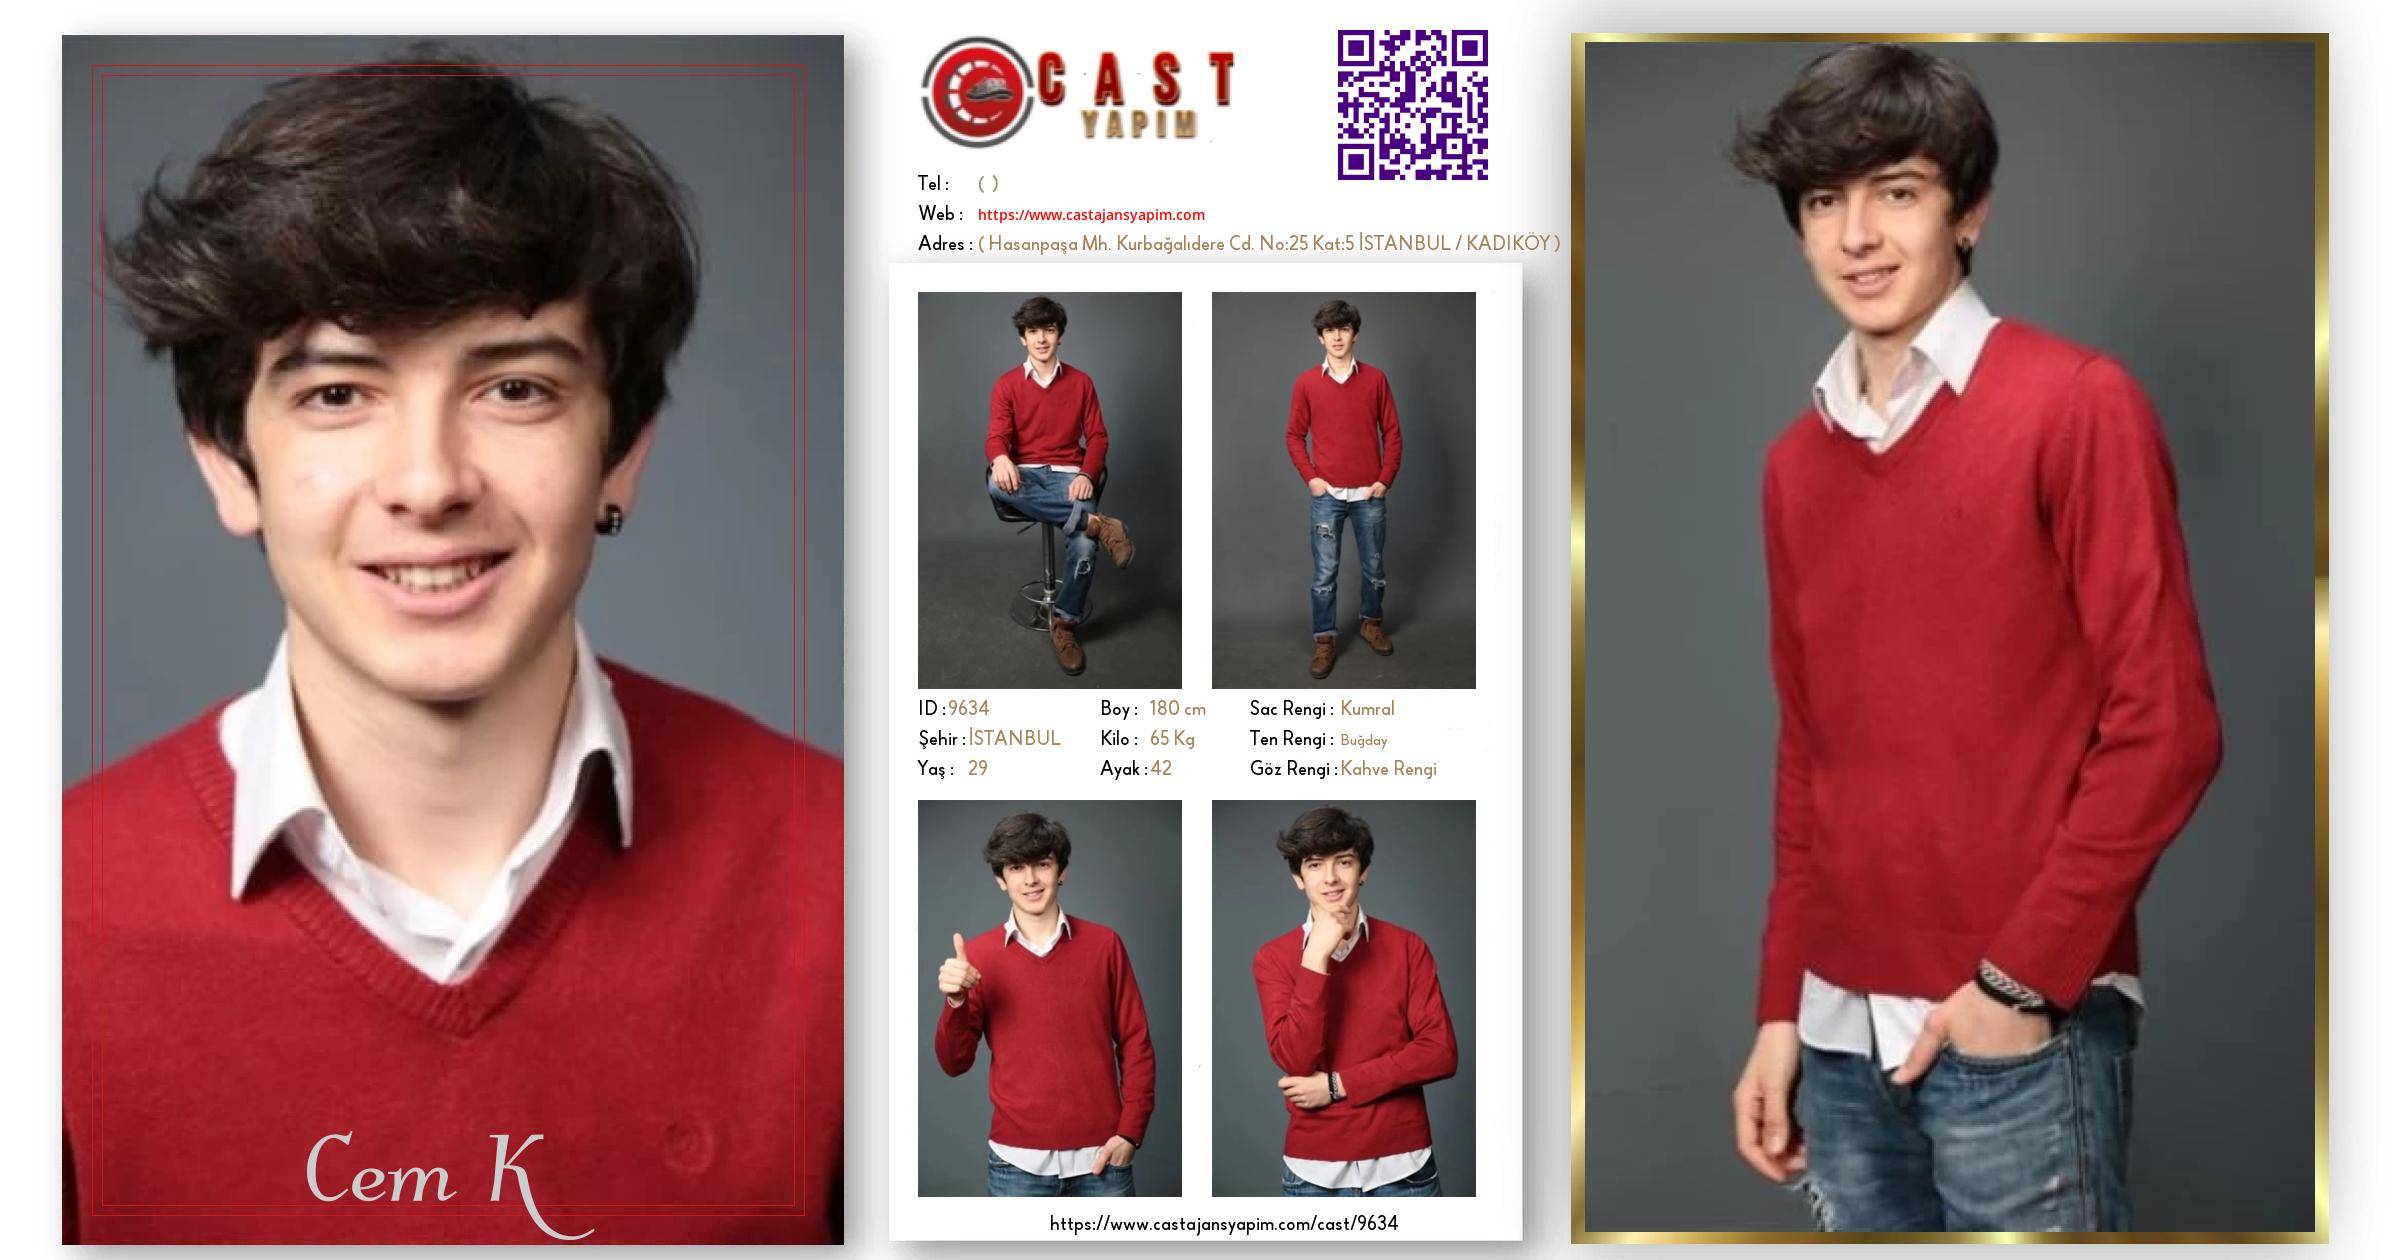 Cem K
CAST
YAPIM
Tel : ( )
Web : https://www.castajansyapim.com
Adres : ( Hasanpaşa Mh. Kurbağalıdere Cd. No:25 Kat:5 İSTANBUL / KADIKÖY )
ID : 9634 Boy : 180 cm Sac Rengi : Kumral
Şehir : İSTANBUL Kilo : 65 Kg Ten Rengi : Buğday
Yaş : 29 Ayak : 42 Göz Rengi : Kahve Rengi
https://www.castajansyapim.com/cast/9634